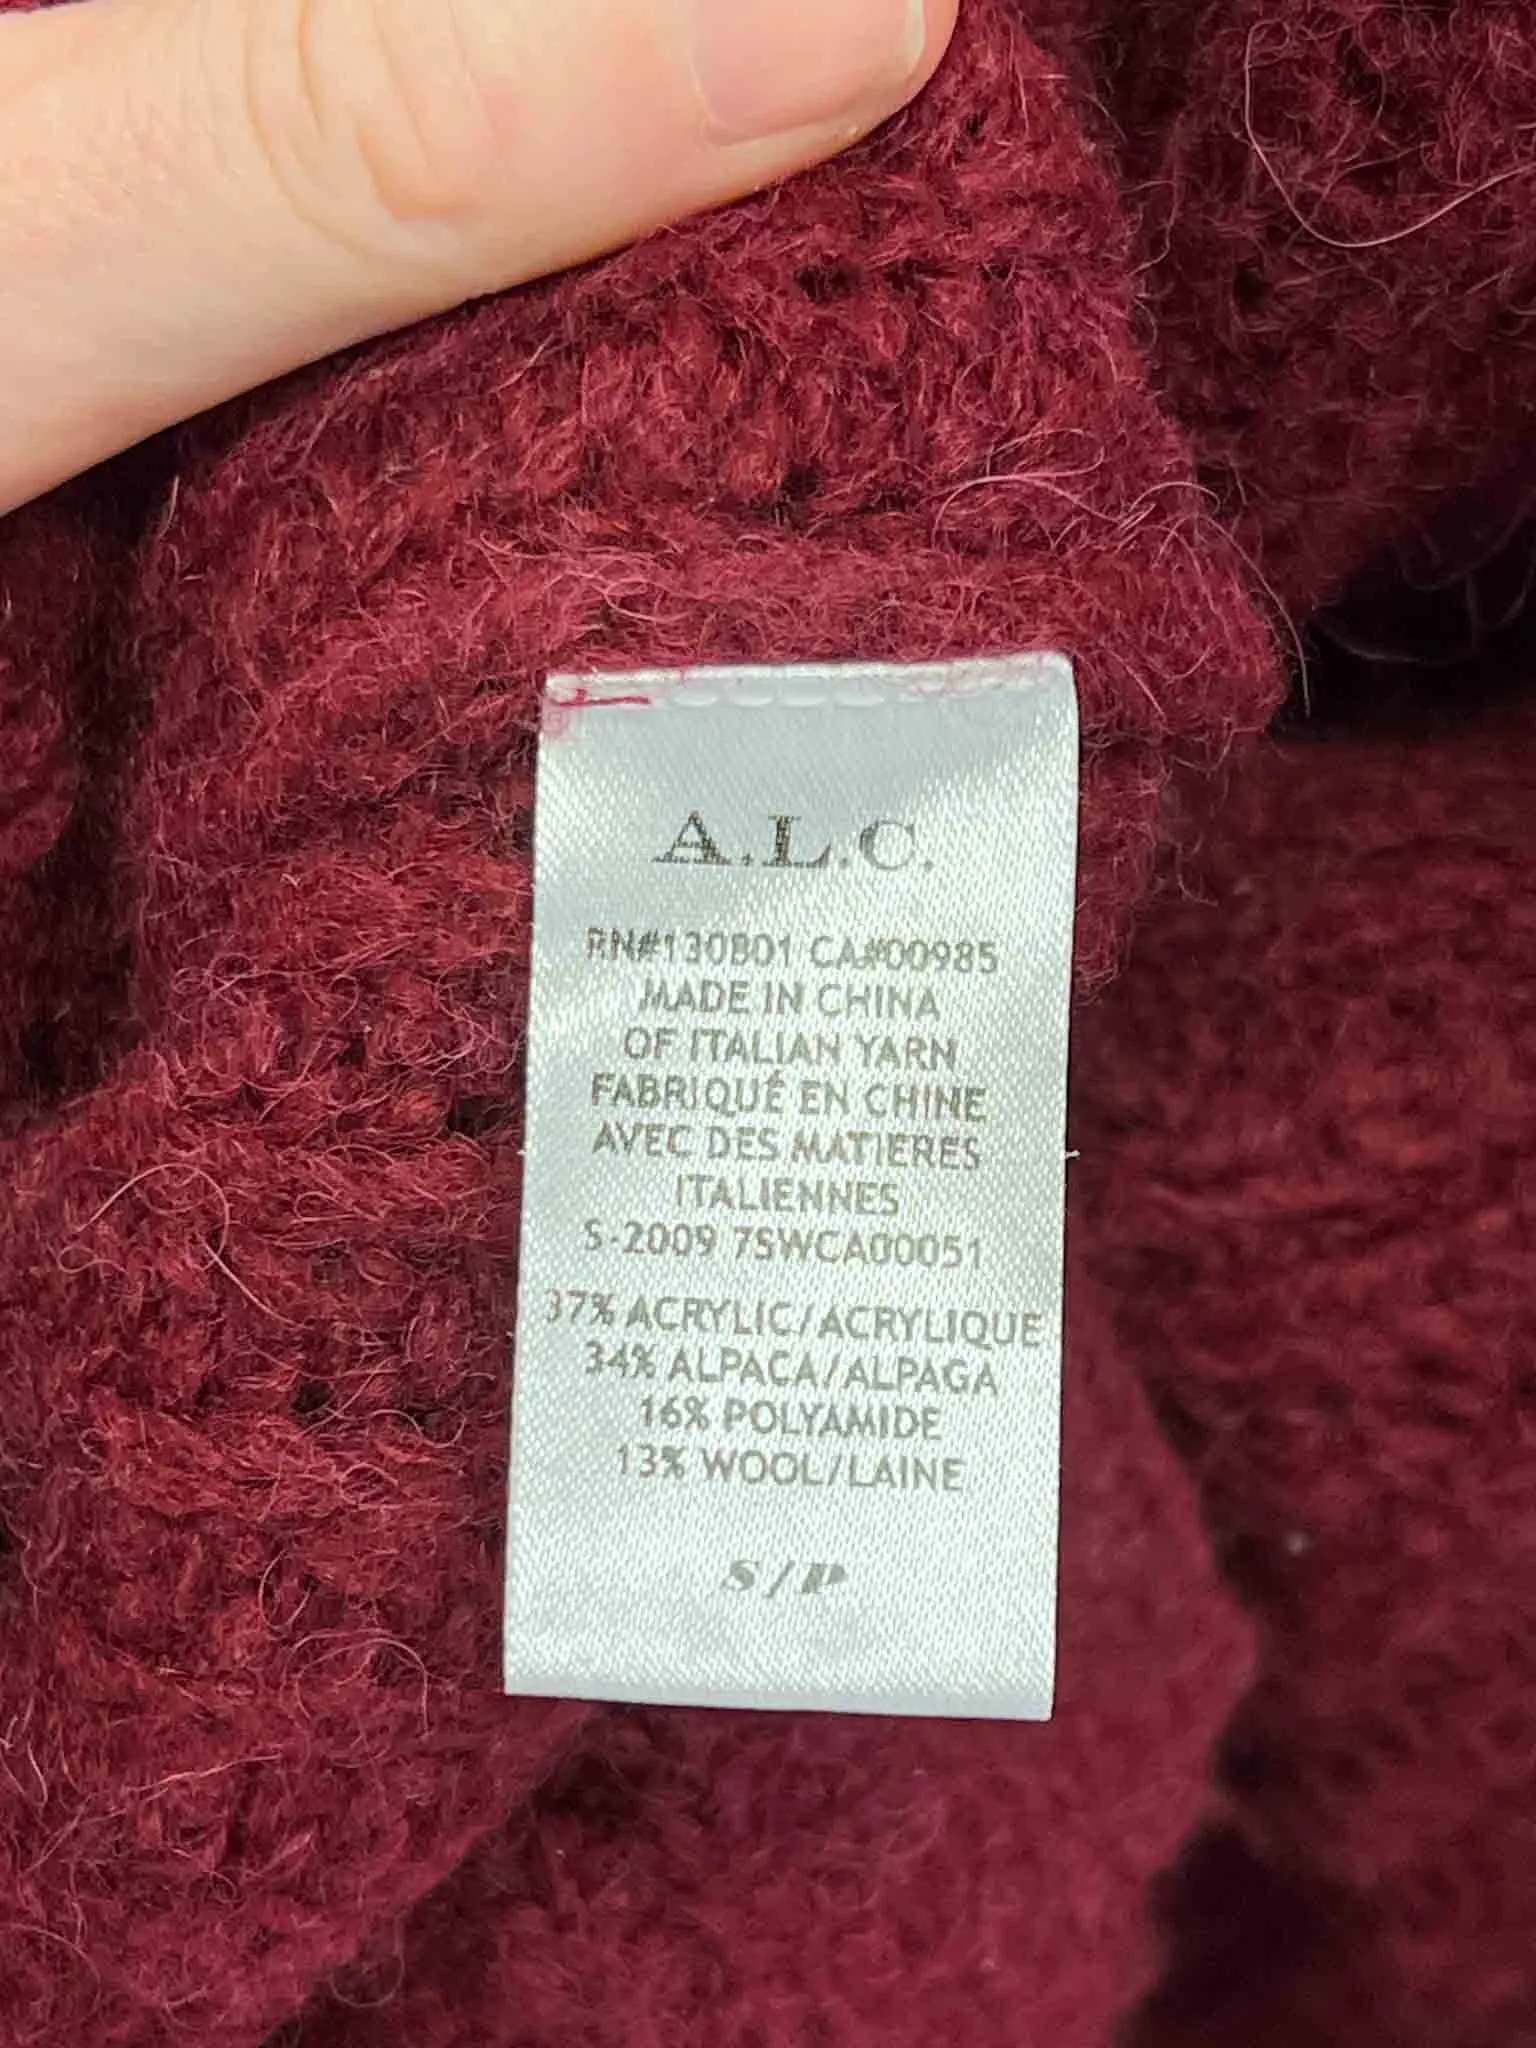 A.L.C.
RN#130801 CA#00985
MADE IN CHINA
OF ITALIAN YARN
FABRIQUÉ EN CHINE
AVEC DES MATIERES
ITALIENNES
S-2009 7SWCA00051
37% ACRYLIC/ACRYLIQUE
34% ALPACA/ALPAGA
16% POLYAMIDE
13% WOOL/LAINE
S/P